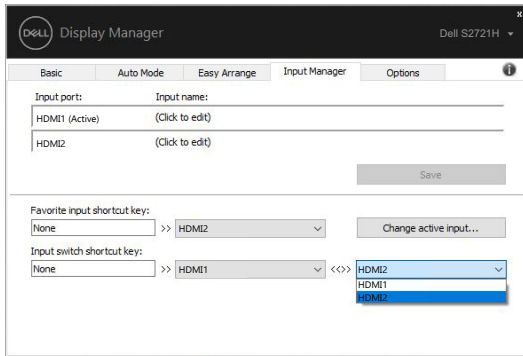 x
DELL Display Manager Dell S2721H
Basic Auto Mode Easy Arrange Input Manager Options i
Input port: Input name:
HDMI1 (Active) (Click to edit)
HDMI2 (Click to edit)
Save
Favorite input shortcut key:
None >> HDMI2 Change active input...
Input switch shortcut key:
None >> HDMI1 <<>> HDMI2
HDMI1
HDMI2